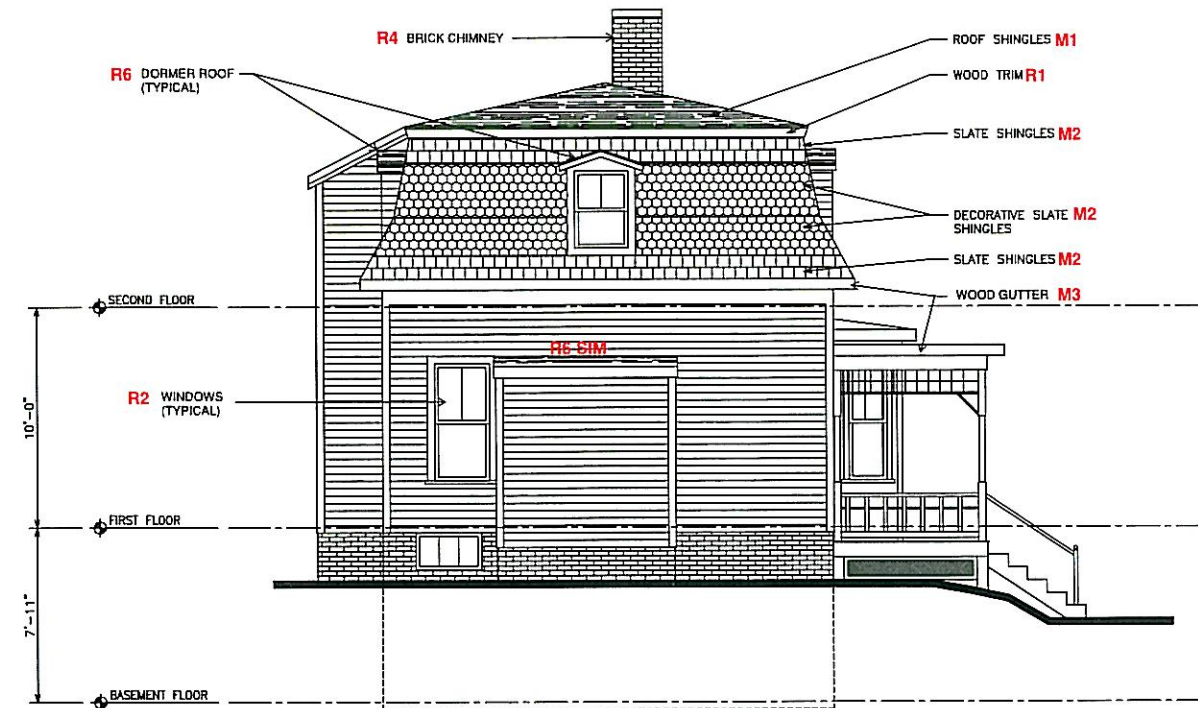 R4 BRICK CHIMNEY
ROOF SHINGLES M1
R6 DORMER ROOF
(TYPICAL)
WOOD TRIM R1
SLATE SHINGLES M2
DECORATIVE SLATE M2
SHINGLES
SLATE SHINGLES M2
SECOND FLOOR
WOOD GUTTER M3
R6 SIM
R2 WINDOWS
(TYPICAL)
10'-0"
FIRST FLOOR
7'-11"
BASEMENT FLOOR